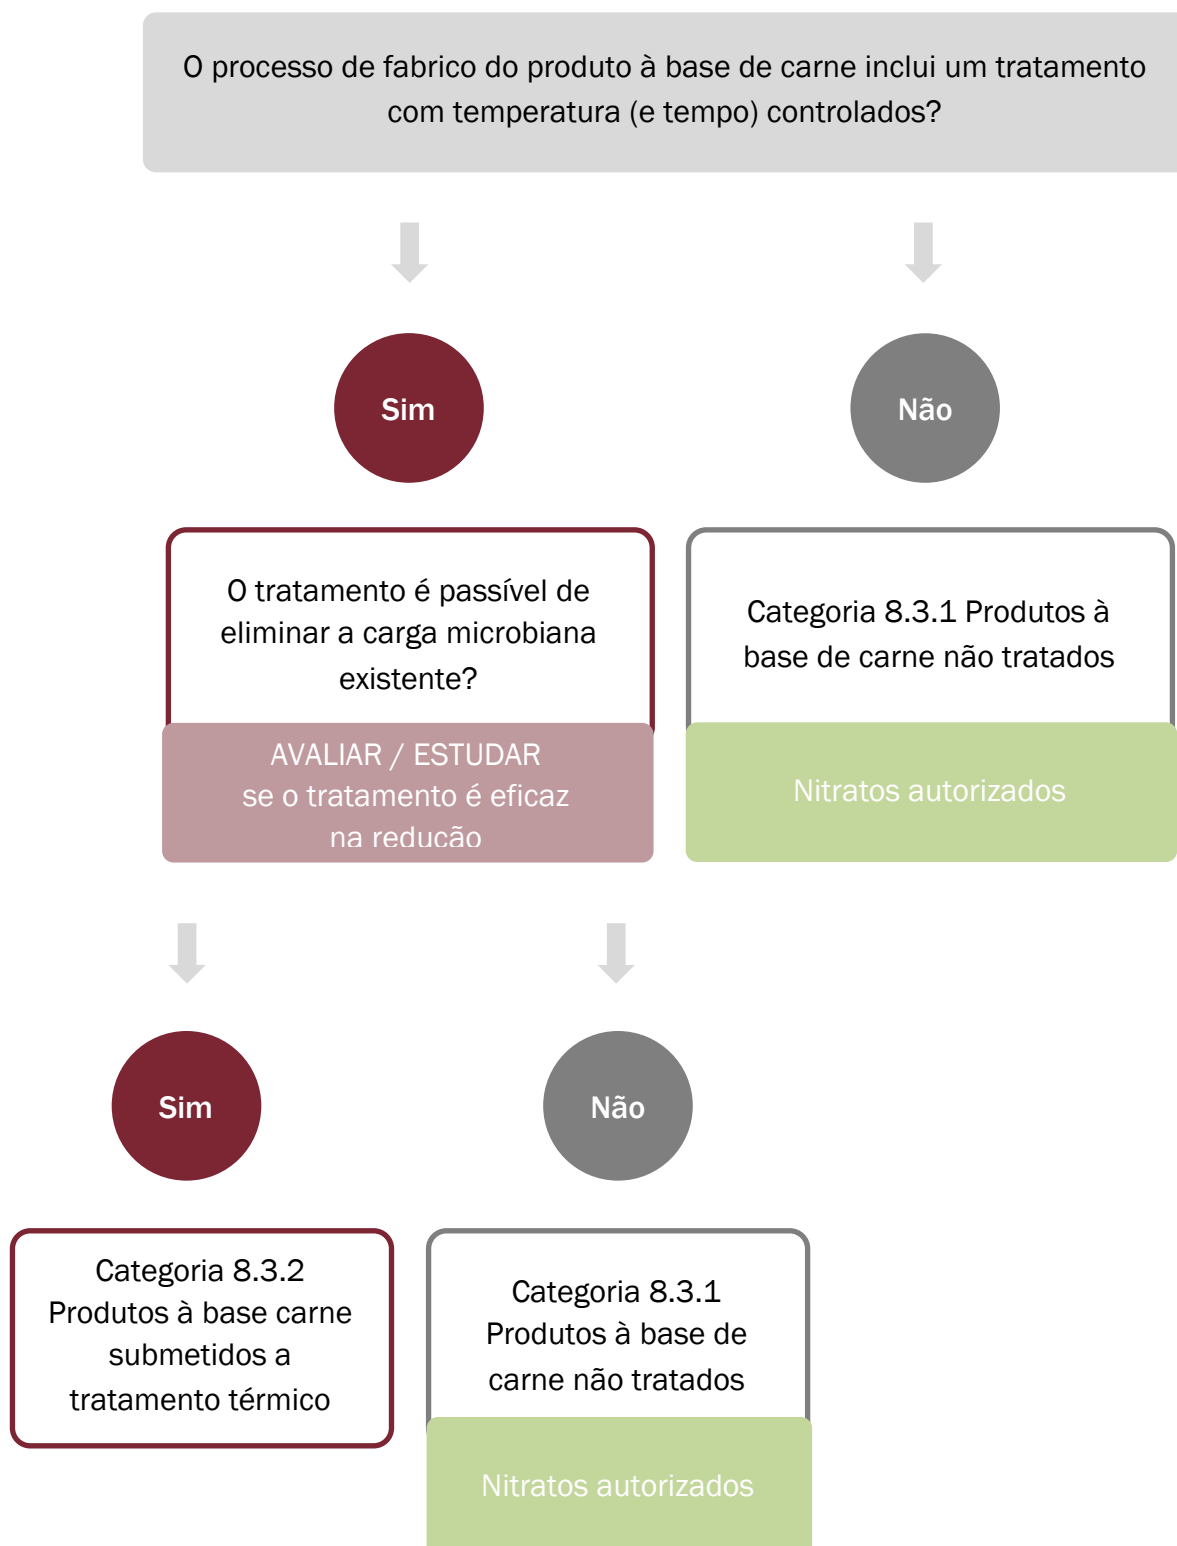 O processo de fabrico do produto à base de carne inclui um tratamento
com temperatura (e tempo) controlados?
Sim
Não
O tratamento é passível de
eliminar a carga microbiana
existente?
AVALIAR / ESTUDAR
se o tratamento é eficaz
na redução
Categoria 8.3.1 Produtos à
base de carne não tratados
Nitratos autorizados
Sim
Não
Categoria 8.3.2
Produtos à base carne
submetidos a
tratamento térmico
Categoria 8.3.1
Produtos à base de
carne não tratados
Nitratos autorizados